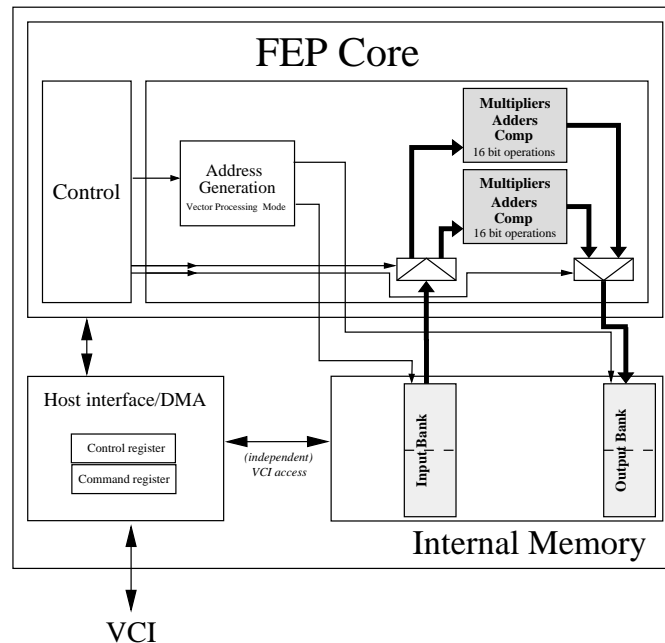 FEP Core
Multipliers
Adders
Comp
16 bit operations
Address
Generation
Vector Processing Mode
Control
Multipliers
Adders
Comp
16 bit operations
Host interface/DMA
Control register
Command register
(independent)
VCI access
Input Bank
Output Bank
Internal Memory
VCI